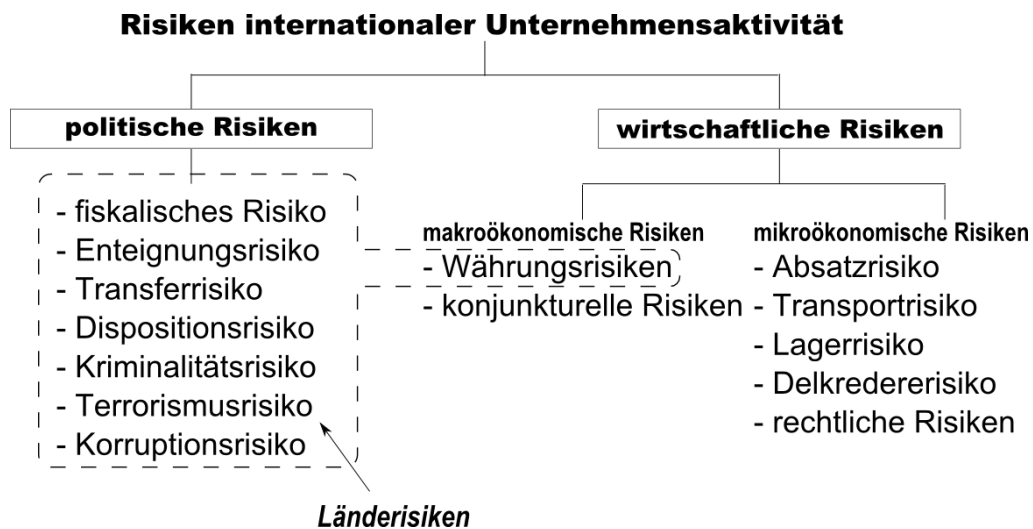 Risiken internationaler Unternehmensaktivität
politische Risiken
- fiskalisches Risiko
- Enteignungsrisiko
- Transferrisiko
- Dispositionsrisiko
- Kriminalitätsrisiko
- Terrorismusrisiko
- Korruptionsrisiko
Länderisiken
wirtschaftliche Risiken
makroökonomische Risiken
- Währungsrisiken
- konjunkturelle Risiken
mikroökonomische Risiken
- Absatzrisiko
- Transportrisiko
- Lagerrisiko
- Delkredererisiko
- rechtliche Risiken